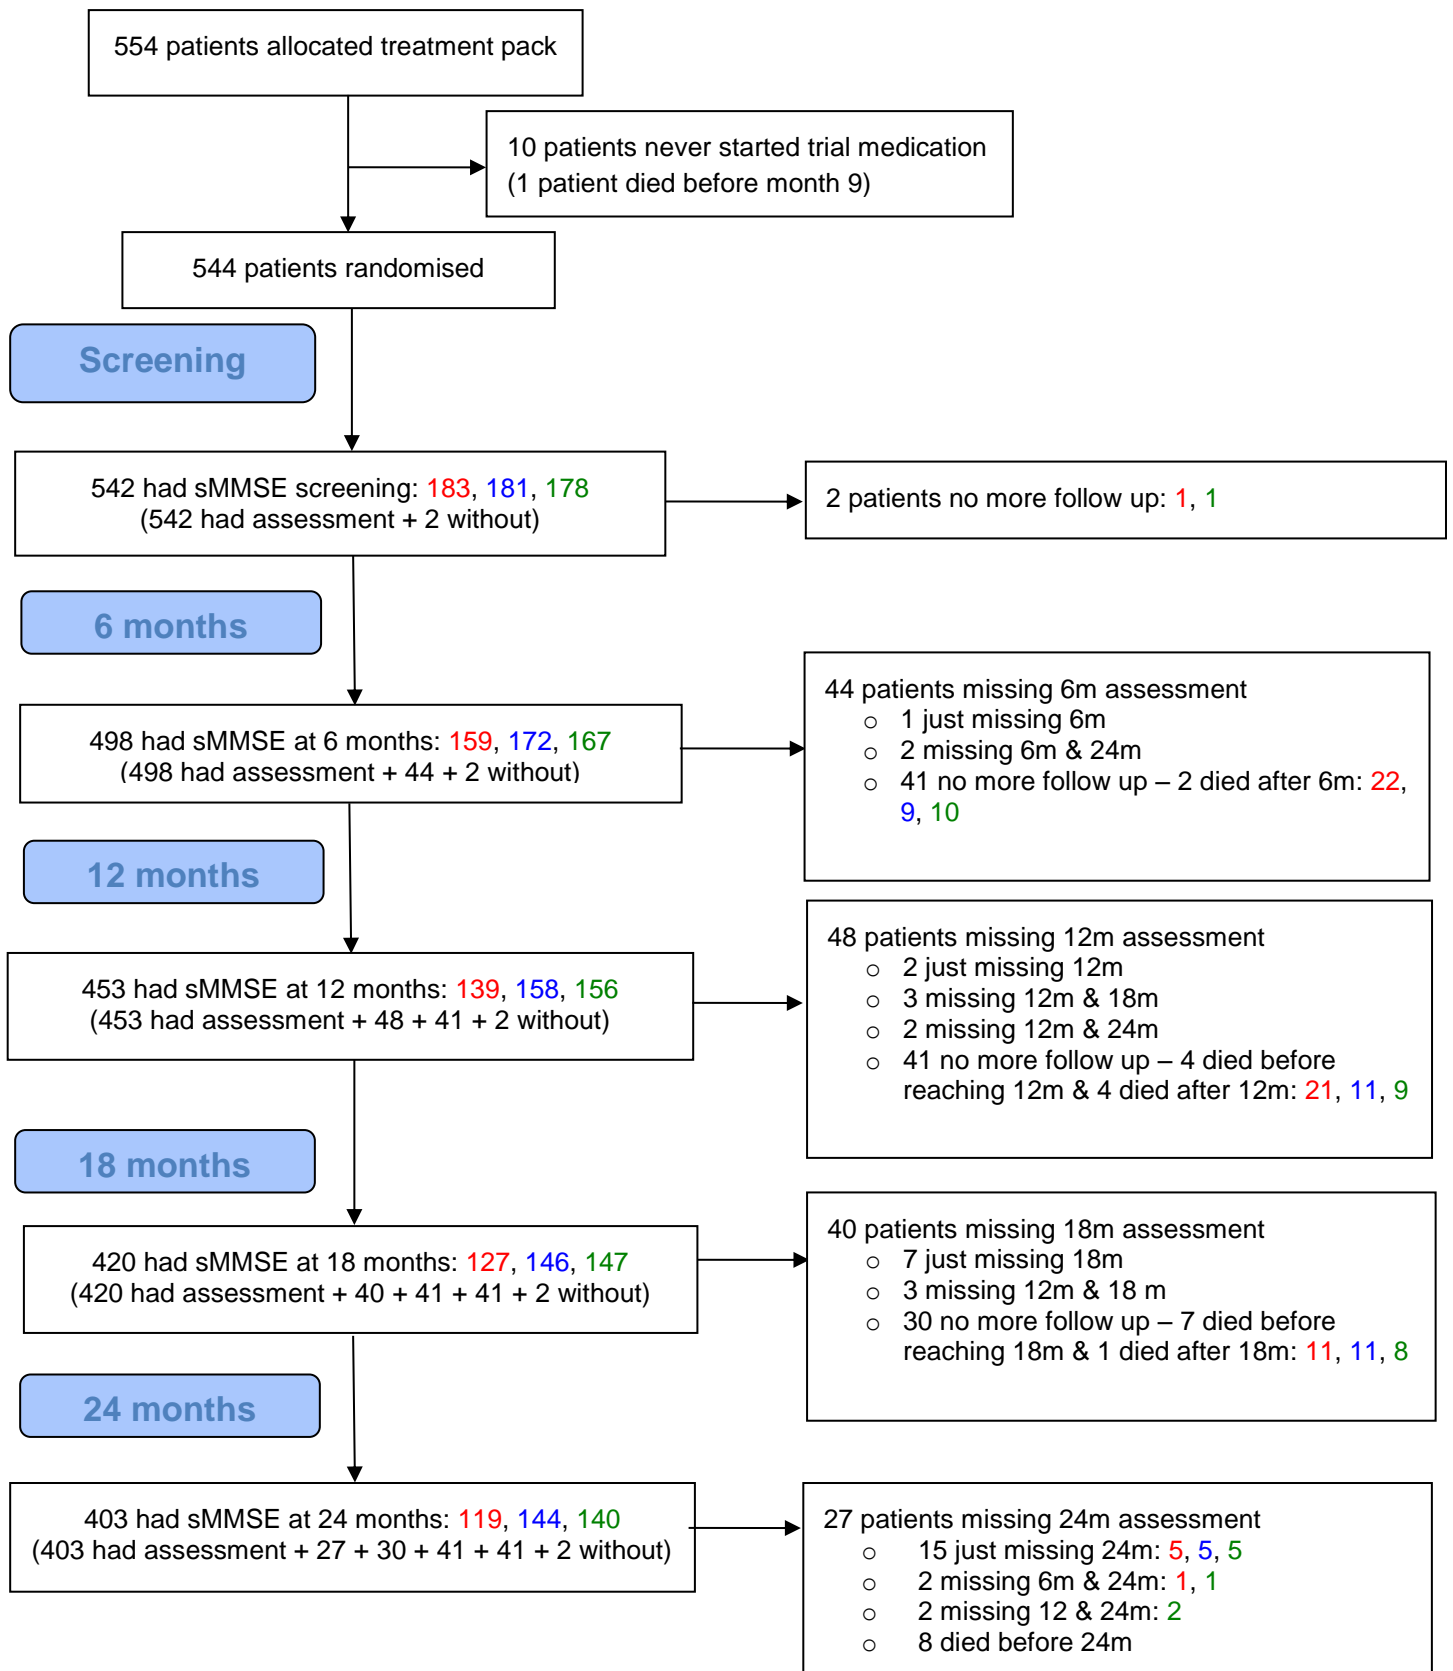 554 patients allocated treatment pack
10 patients never started trial medication
(1 patient died before month 9)
544 patients randomised
Screening
542 had sMMSE screening: 183, 181, 178
(542 had assessment + 2 without)
2 patients no more follow up: 1, 1
6 months
498 had sMMSE at 6 months: 159, 172, 167
(498 had assessment + 44 + 2 without)
44 patients missing 6m assessment
o 1 just missing 6m
o 2 missing 6m & 24m
o 41 no more follow up – 2 died after 6m: 22,
9, 10
12 months
453 had sMMSE at 12 months: 139, 158, 156
(453 had assessment + 48 + 41 + 2 without)
48 patients missing 12m assessment
o 2 just missing 12m
o 3 missing 12m & 18m
o 2 missing 12m & 24m
o 41 no more follow up – 4 died before
reaching 12m & 4 died after 12m: 21, 11, 9
18 months
420 had sMMSE at 18 months: 127, 146, 147
(420 had assessment + 40 + 41 + 41 + 2 without)
40 patients missing 18m assessment
o 7 just missing 18m
o 3 missing 12m & 18 m
o 30 no more follow up – 7 died before
reaching 18m & 1 died after 18m: 11, 11, 8
24 months
403 had sMMSE at 24 months: 119, 144, 140
(403 had assessment + 27 + 30 + 41 + 41 + 2 without)
27 patients missing 24m assessment
o 15 just missing 24m: 5, 5, 5
o 2 missing 6m & 24m: 1, 1
o 2 missing 12 & 24m: 2
o 8 died before 24m